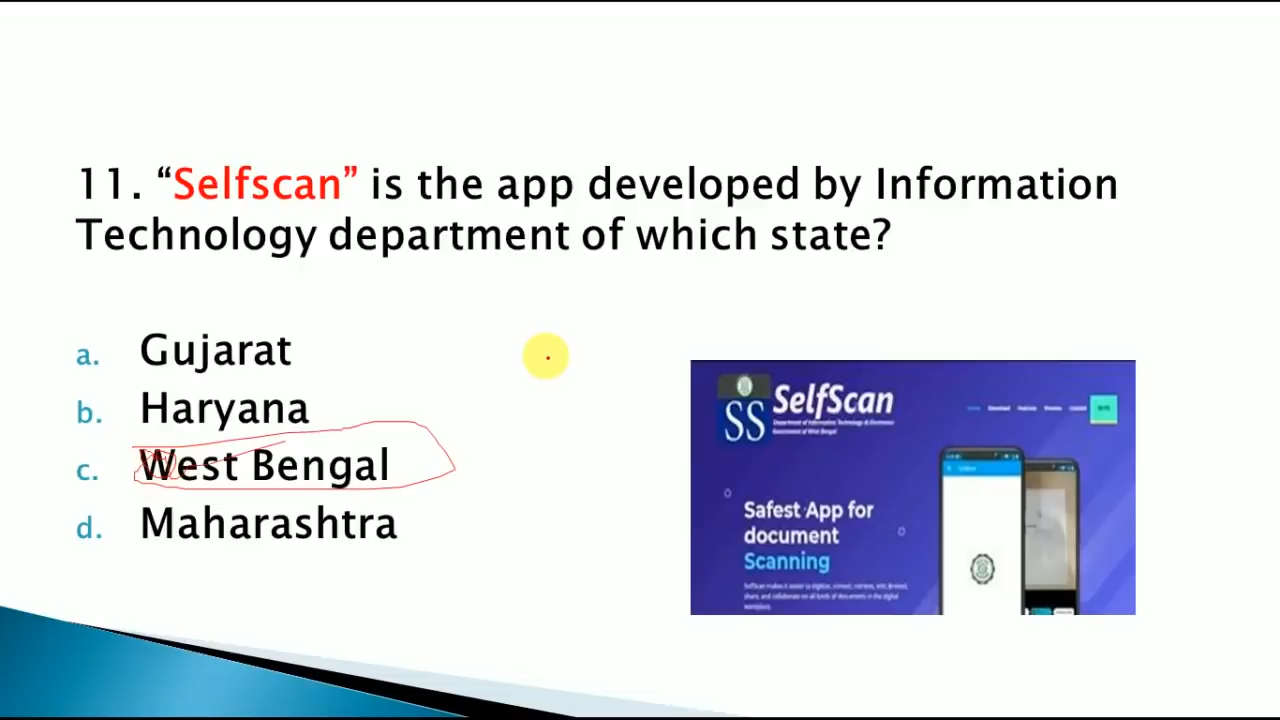 11. “Selfscan” is the app developed by Information
Technology department of which state?
a. Gujarat
b. Haryana
c. West Bengal
d. Maharashtra
SS SelfScan
Department of Information Technology & Electronics
Government of West Bengal
Safest App for
document
Scanning